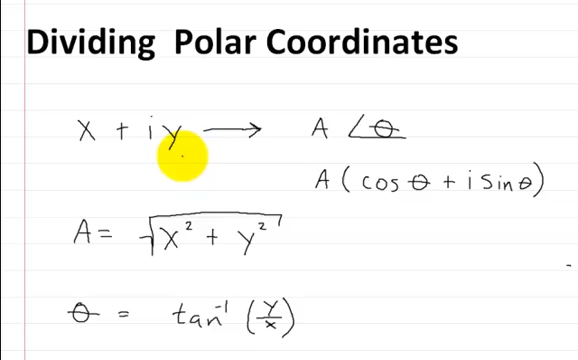 Dividing Polar Coordinates
x + iy → A ∠θ
A ( cos θ + i sin θ )
A = √x² + y²
θ = tan⁻¹ (y/x)